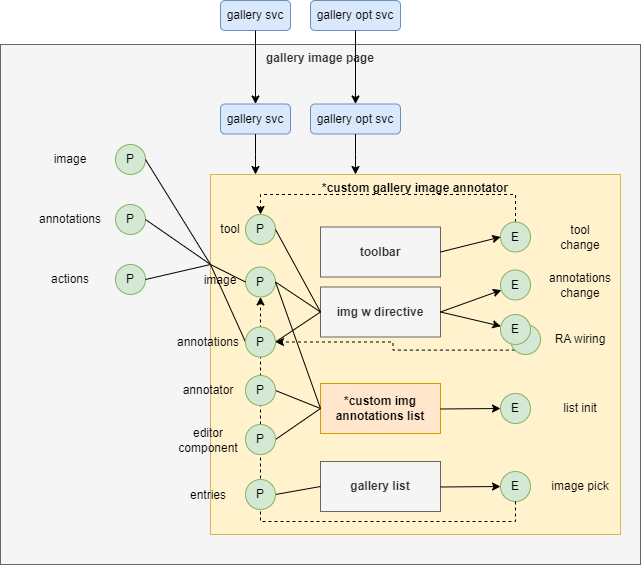 gallery svc
gallery opt svc
gallery image page
gallery svc
gallery opt svc
image
P
annotations
P
actions
P
*custom gallery image annotator
tool
P
toolbar
E
tool
change
image
P
img w directive
E
annotations
change
annotations
P
E
RA wiring
annotator
P
*custom img
annotations list
E
list init
editor
component
P
entries
P
gallery list
E
image pick